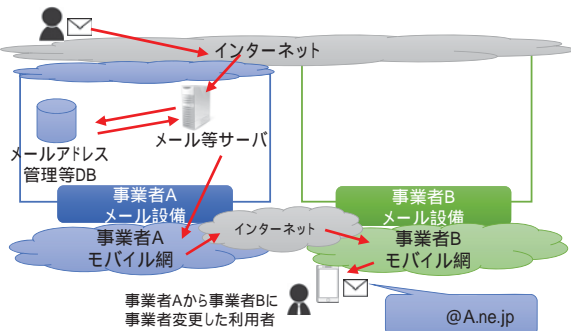 インターネット
メール等サーバ
メールアドレス
管理等DB
事業者A
メール設備
事業者B
メール設備
事業者A
モバイル網
インターネット
事業者B
モバイル網
事業者Aから事業者Bに
事業者変更した利用者
@A.ne.jp